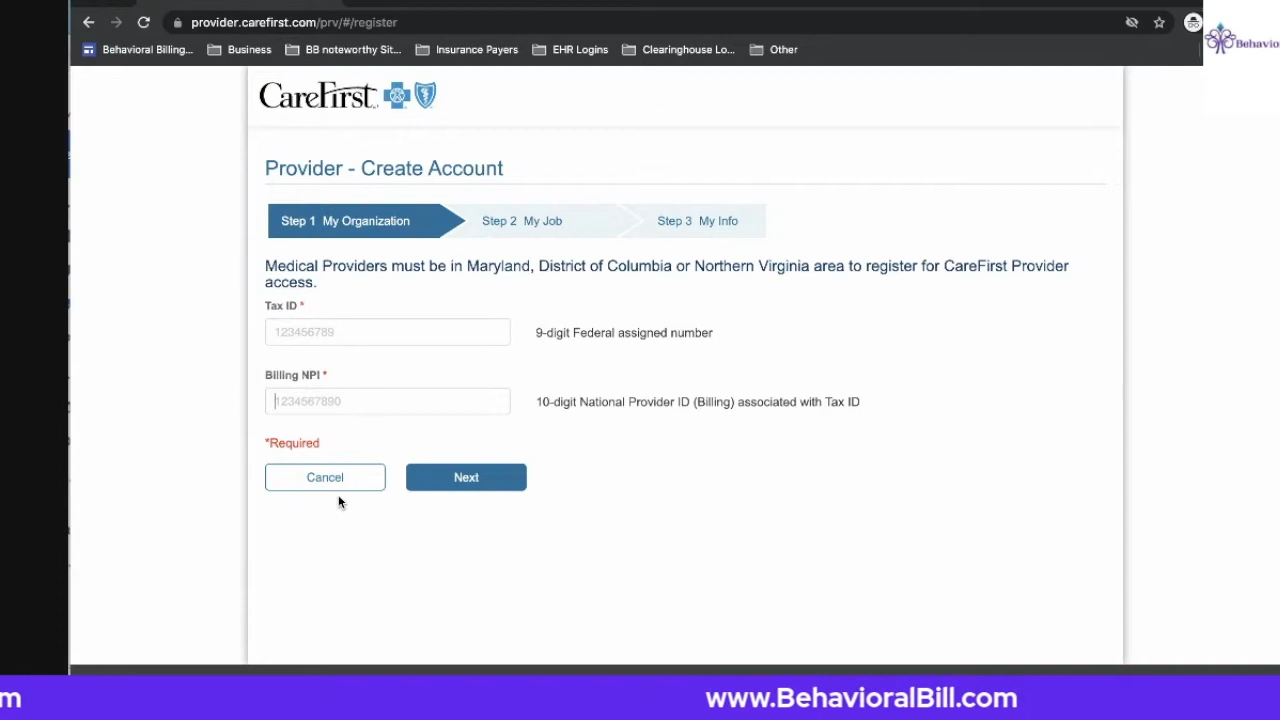 provider.carefirst.com/prv/#/register
Behavioral Billing... Business BB noteworthy Sit... Insurance Payers EHR Logins Clearinghouse Lo... Other
Behavio
CareFirst
Provider - Create Account
Step 1 My Organization Step 2 My Job Step 3 My Info
Medical Providers must be in Maryland, District of Columbia or Northern Virginia area to register for CareFirst Provider
access.
Tax ID *
123456789 9-digit Federal assigned number
Billing NPI *
1234567890 10-digit National Provider ID (Billing) associated with Tax ID
*Required
Cancel Next
m www.BehavioralBill.com